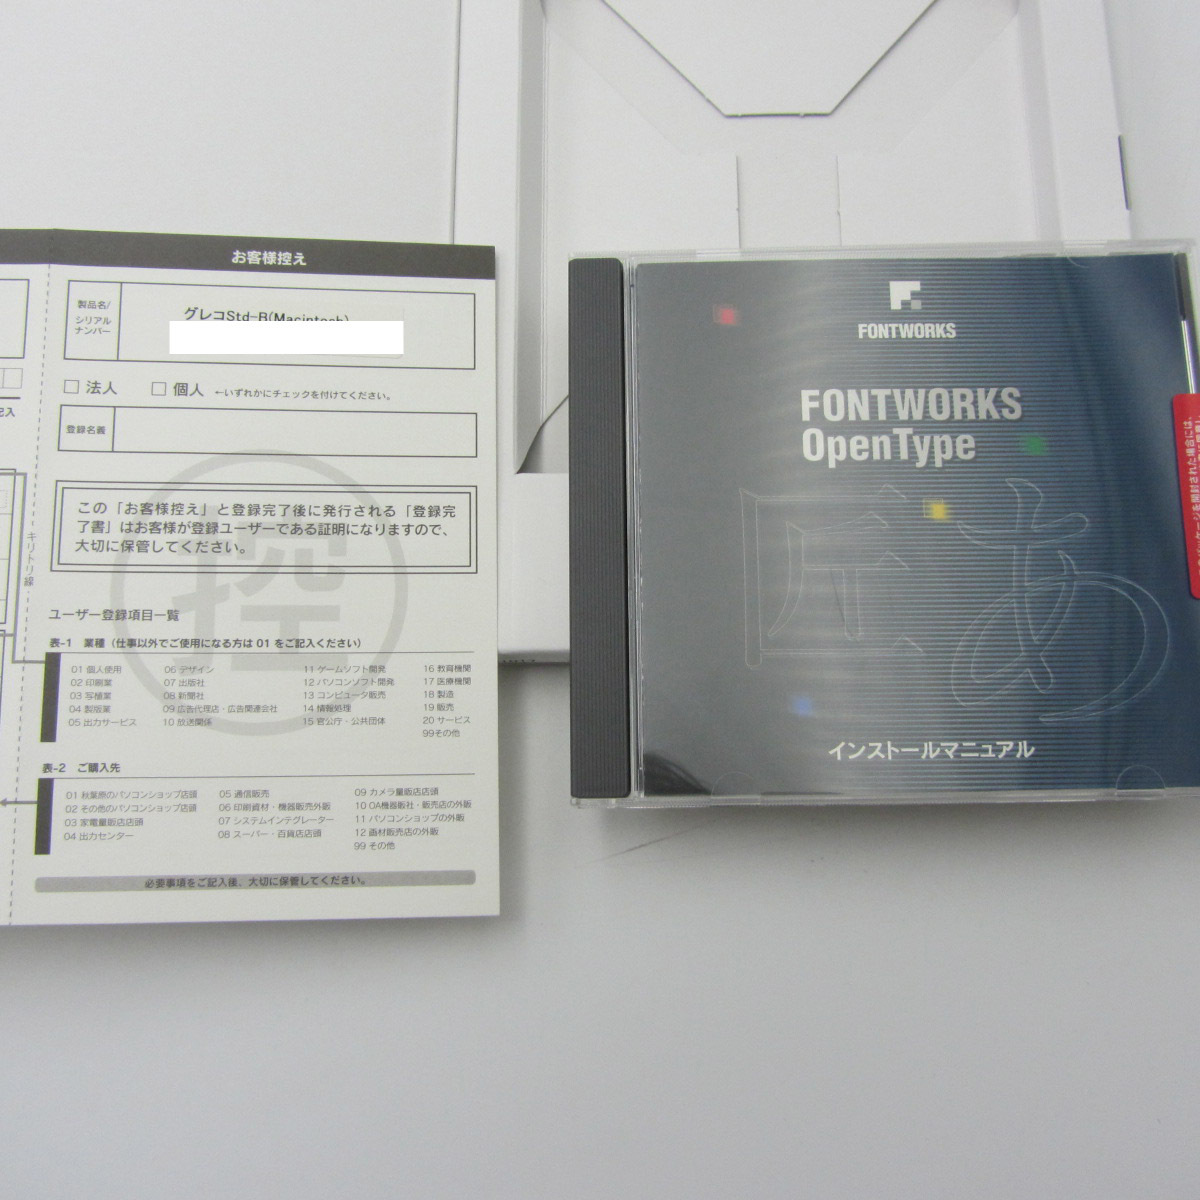 お客様控え
製品名/
シリアル
ナンバー
グレコStd-B(Macintosh)
□ 法人 □ 個人 ←いずれかにチェックを付けてください。
登録名義
この「お客様控え」と登録完了後に発行される「登録完
了書」はお客様が登録ユーザーである証明になりますので、
大切に保管してください。
控
ユーザー登録項目一覧
表-1 業種（仕事以外でご使用になる方は 01 をご記入ください）
01 個人使用
02 印刷業
03 写植業
04 製版業
05 出力サービス
06 デザイン
07 出版社
08 新聞社
09 広告代理店・広告関連会社
10 放送関係
11 ゲームソフト開発
12 パソコンソフト開発
13 コンピュータ販売
14 情報処理
15 官公庁・公共団体
16 教育機関
17 医療機関
18 製造
19 販売
20 サービス
99その他
表-2 ご購入先
01 秋葉原のパソコンショップ店頭
02 その他のパソコンショップ店頭
03 家電量販店店頭
04 出力センター
05 通信販売
06 印刷資材・機器販売外販
07 システムインテグレーター
08 スーパー・百貨店店頭
09 カメラ量販店店頭
10 OA機器販社・販売店の外販
11 パソコンショップの外販
12 画材販売店の外販
99 その他
必要事項をご記入後、大切に保管してください。
キリトリ線
記入
FONTWORKS
FONTWORKS
OpenType
あ
インストールマニュアル
を開封された場合には、